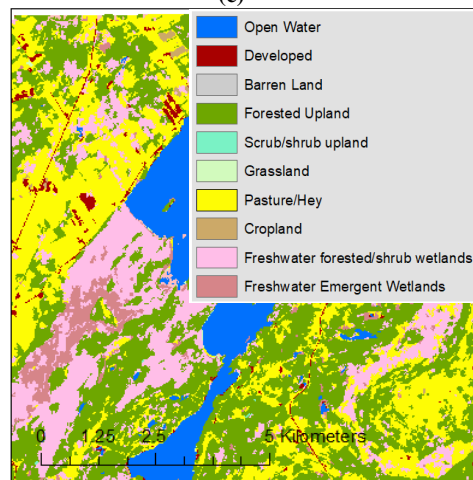 (c)
Open Water
Developed
Barren Land
Forested Upland
Scrub/shrub upland
Grassland
Pasture/Hey
Cropland
Freshwater forested/shrub wetlands
Freshwater Emergent Wetlands
0 1.25 2.5 5 Kilometers